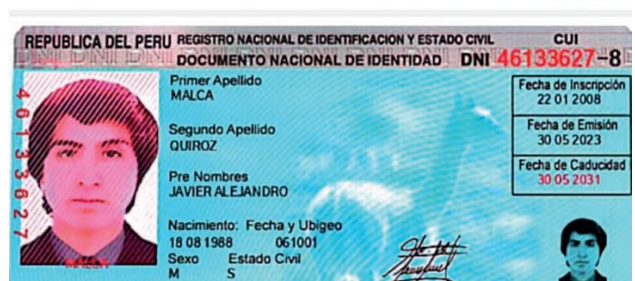 REPUBLICA DEL PERU REGISTRO NACIONAL DE IDENTIFICACION Y ESTADO CIVIL CUI
DOCUMENTO NACIONAL DE IDENTIDAD DNI 46133627-8
Primer Apellido
MALCA
Segundo Apellido
QUIROZ
Pre Nombres
JAVIER ALEJANDRO
Nacimiento: Fecha y Ubigeo
18 08 1988 061001
Sexo Estado Civil
M S
Fecha de Inscripción
22 01 2008
Fecha de Emisión
30 05 2023
Fecha de Caducidad
30 05 2031
46133627
MALCA